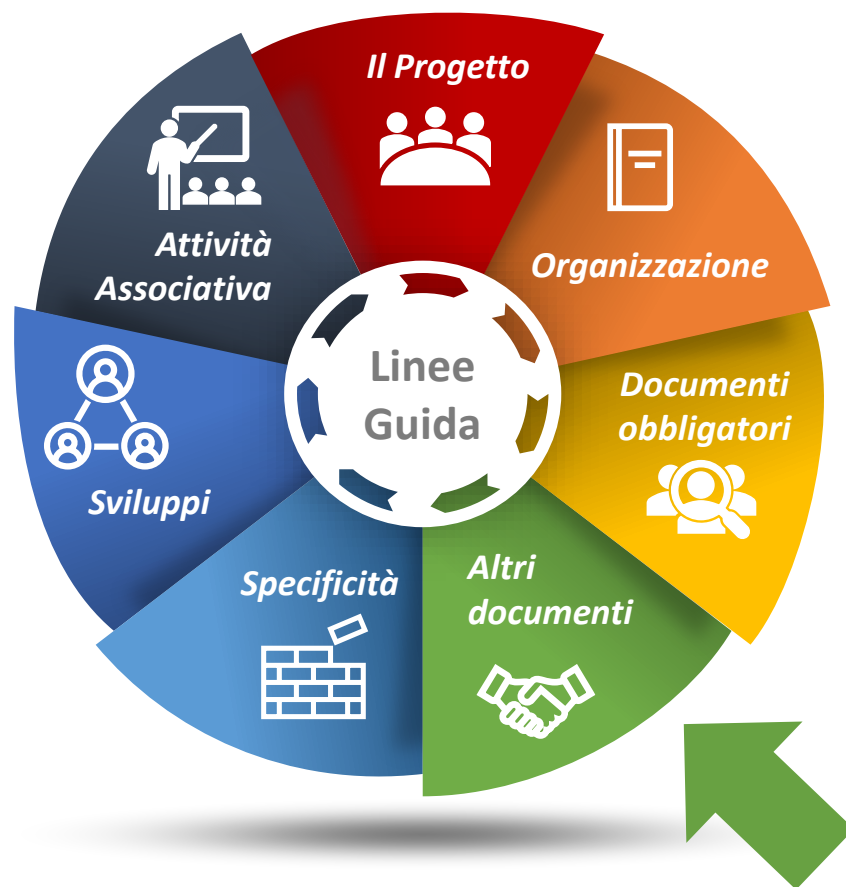 Il Progetto
Organizzazione
Documenti
obbligatori
Altri
documenti
Specificità
Sviluppi
Attività
Associativa
Linee
Guida